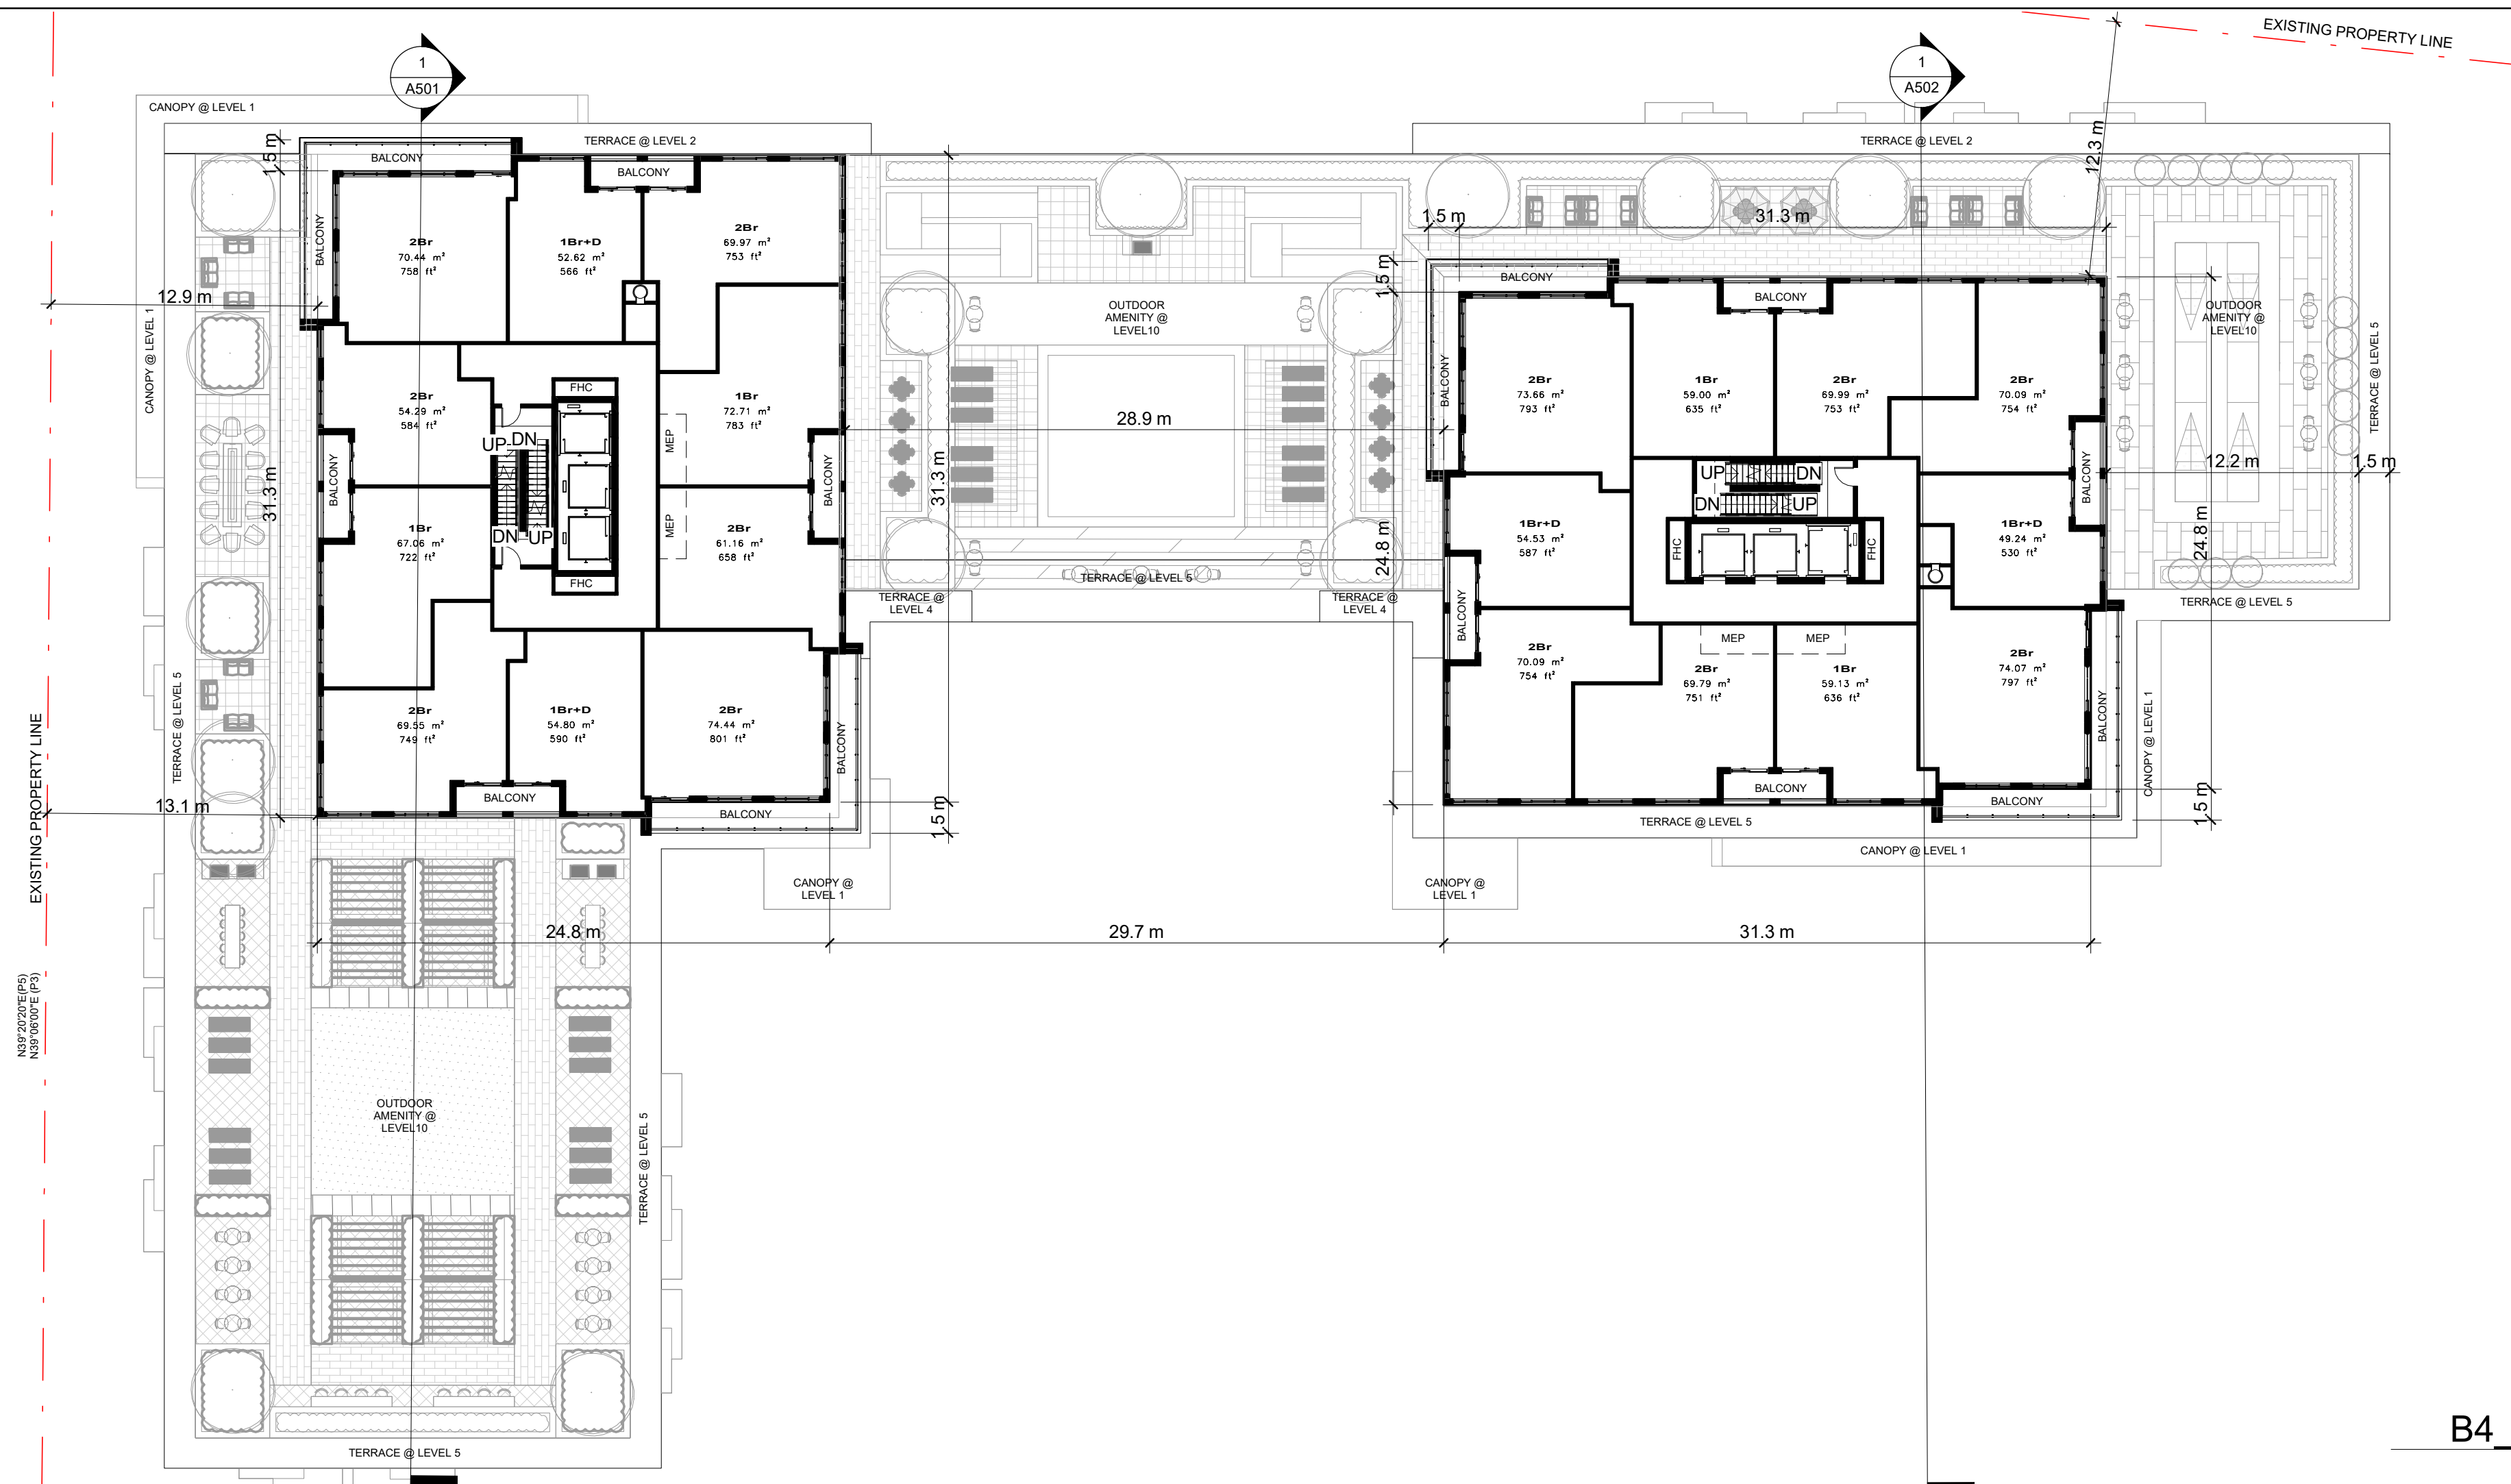 EXISTING PROPERTY LINE
1
A501
1
A502
CANOPY @ LEVEL 1
TERRACE @ LEVEL 2
TERRACE @ LEVEL 2
12.3 m
1.5 m
BALCONY
BALCONY
BALCONY
2Br
70.44 m²
758 ft²
1Br+D
52.62 m²
566 ft²
2Br
69.97 m²
753 ft²
12.9 m
CANOPY @ LEVEL 1
2Br
54.29 m²
584 ft²
FHC
1Br
72.71 m²
783 ft²
UP
DN
MEP
BALCONY
BALCONY
31.3 m
1Br
67.06 m²
722 ft²
DN
UP
MEP
2Br
61.16 m²
658 ft²
FHC
2Br
69.55 m²
749 ft²
1Br+D
54.80 m²
590 ft²
2Br
74.44 m²
801 ft²
BALCONY
BALCONY
BALCONY
TERRACE @ LEVEL 5
13.1 m
EXISTING PROPERTY LINE
N39°20'20"E(P5)
N39°06'00"E (P3)
31.3 m
1.5 m
OUTDOOR
AMENITY @
LEVEL10
28.9 m
TERRACE @ LEVEL 5
TERRACE @
LEVEL 4
TERRACE @
LEVEL 4
CANOPY @
LEVEL 1
CANOPY @
LEVEL 1
24.8 m
29.7 m
31.3 m
1.5 m
31.3 m
1.5 m
BALCONY
BALCONY
BALCONY
2Br
73.66 m²
793 ft²
1Br
59.00 m²
635 ft²
2Br
69.99 m²
753 ft²
2Br
70.09 m²
754 ft²
OUTDOOR
AMENITY @
LEVEL10
TERRACE @ LEVEL 5
12.2 m
1.5 m
BALCONY
UP
DN
DN
UP
FHC
FHC
1Br+D
54.53 m²
587 ft²
1Br+D
49.24 m²
530 ft²
24.8 m
24.8 m
BALCONY
TERRACE @ LEVEL 5
MEP
MEP
2Br
70.09 m²
754 ft²
2Br
69.79 m²
751 ft²
1Br
59.13 m²
636 ft²
2Br
74.07 m²
797 ft²
BALCONY
CANOPY @ LEVEL 1
BALCONY
BALCONY
1.5 m
TERRACE @ LEVEL 5
CANOPY @ LEVEL 1
OUTDOOR
AMENITY @
LEVEL10
TERRACE @ LEVEL 5
TERRACE @ LEVEL 5
B4_